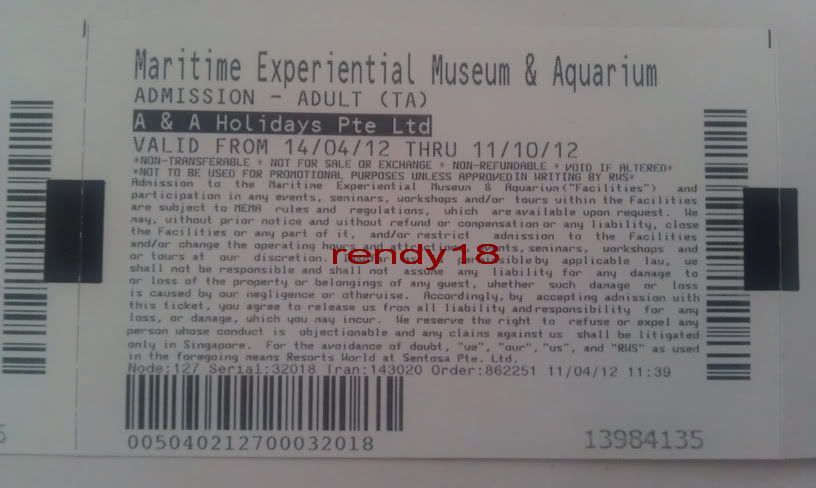 Maritime Experiential Museum & Aquarium
ADMISSION - ADULT (TA)
A & A Holidays Pte Ltd
VALID FROM 14/04/12 THRU 11/10/12
*NON-TRANSFERABLE * NOT FOR SALE OR EXCHANGE * NON-REFUNDABLE * VOID IF ALTERED*
*NOT TO BE USED FOR PROMOTIONAL PURPOSES UNLESS APPROVED IN WRITING BY RWS*
Admission to the Maritime Experiential Museum & Aquarium("Facilities") and
participation in any events, seminars, workshops and/or tours within the Facilities
are subject to MEMA rules and regulations, which are available upon request. We
may, without prior notice and without refund or compensation or any liability, close
the Facilities or any part of it, and/or restrict admission to the Facilities
and/or change the operating hours and attractions, events, seminars, workshops and
rendy18
or tours at our discretion. Insofar as permissible by applicable law, we
shall not be responsible and shall not assume any liability for any damage to
or loss of the property or belongings of any guest, whether such damage or loss
is caused by our negligence or otherwise. Accordingly, by accepting admission with
this ticket, you agree to release us from all liability and responsibility for any
loss, or damage, which you may incur. We reserve the right to refuse or expel any
person whose conduct is objectionable and any claims against us shall be litigated
only in Singapore. For the avoidance of doubt, "we", "our", "us", and "RWS" as used
in the foregoing means Resorts World at Sentosa Pte. Ltd.
Node:127 Serial:32018 Tran:143020 Order:862251 11/04/12 11:39
005040212700032018
13984135